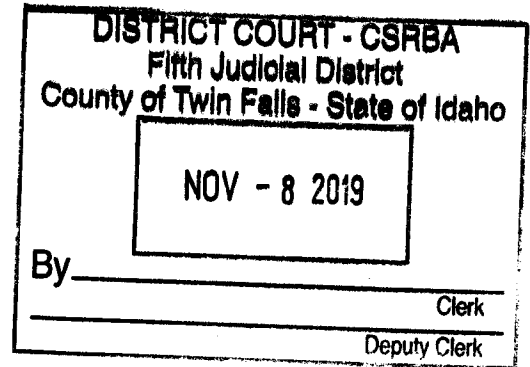 DISTRICT COURT - CSRBA
Fifth Judicial District
County of Twin Falls - State of Idaho
NOV - 8 2019
By
Clerk
Deputy Clerk